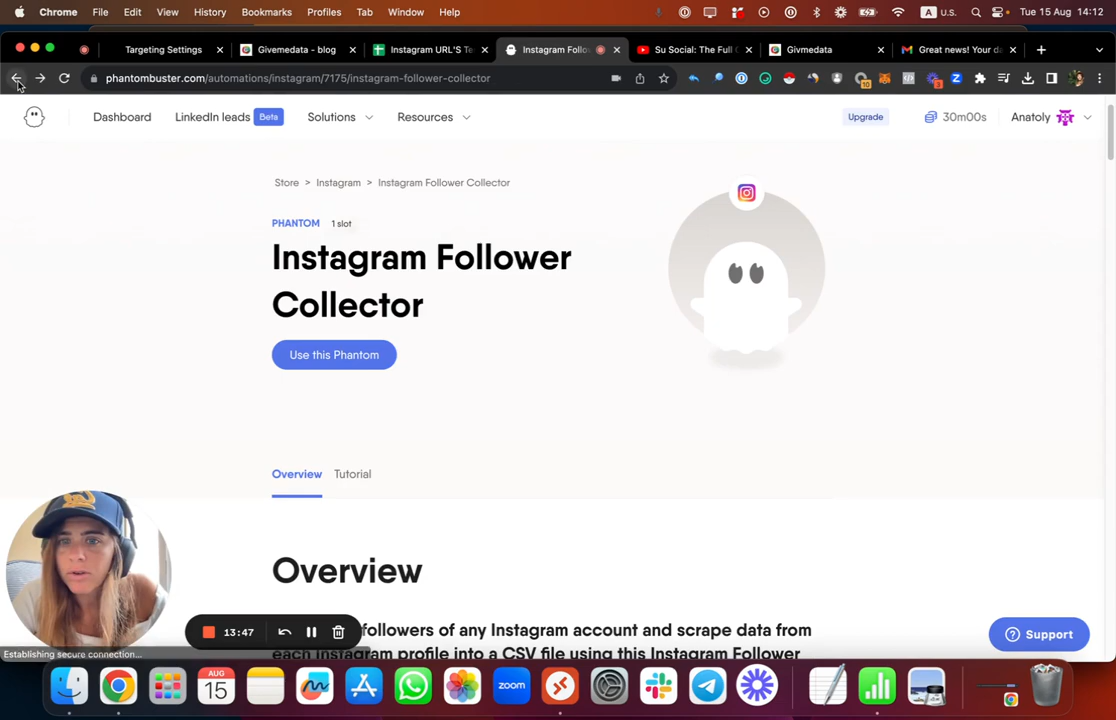 Chrome File Edit View History Bookmarks Profiles Tab Window Help U.S. Tue 15 Aug 14:12
Targeting Settings Givemedata - blog Instagram URL'S Te Instagram Follo Su Social: The Full Givmedata Great news! Your da
phantombuster.com/automations/instagram/7175/instagram-follower-collector
Dashboard LinkedIn leads Beta Solutions Resources Upgrade 30m00s Anatoly
Store > Instagram > Instagram Follower Collector
PHANTOM 1 slot
Instagram Follower
Collector
Use this Phantom
Overview Tutorial
Overview
followers of any Instagram account and scrape data from
each Instagram profile into a CSV file using this Instagram Follower
13:47
Support
Establishing secure connection...
AUG
15
zoom